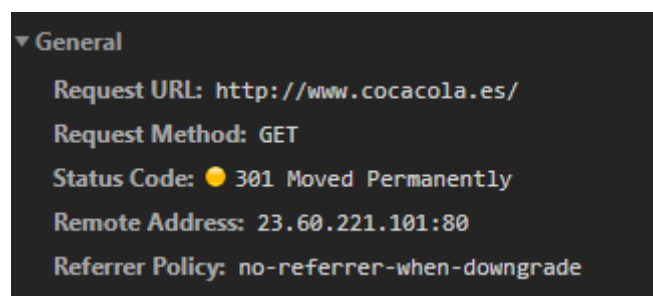 General
Request URL: http://www.cocacola.es/
Request Method: GET
Status Code: 301 Moved Permanently
Remote Address: 23.60.221.101:80
Referrer Policy: no-referrer-when-downgrade